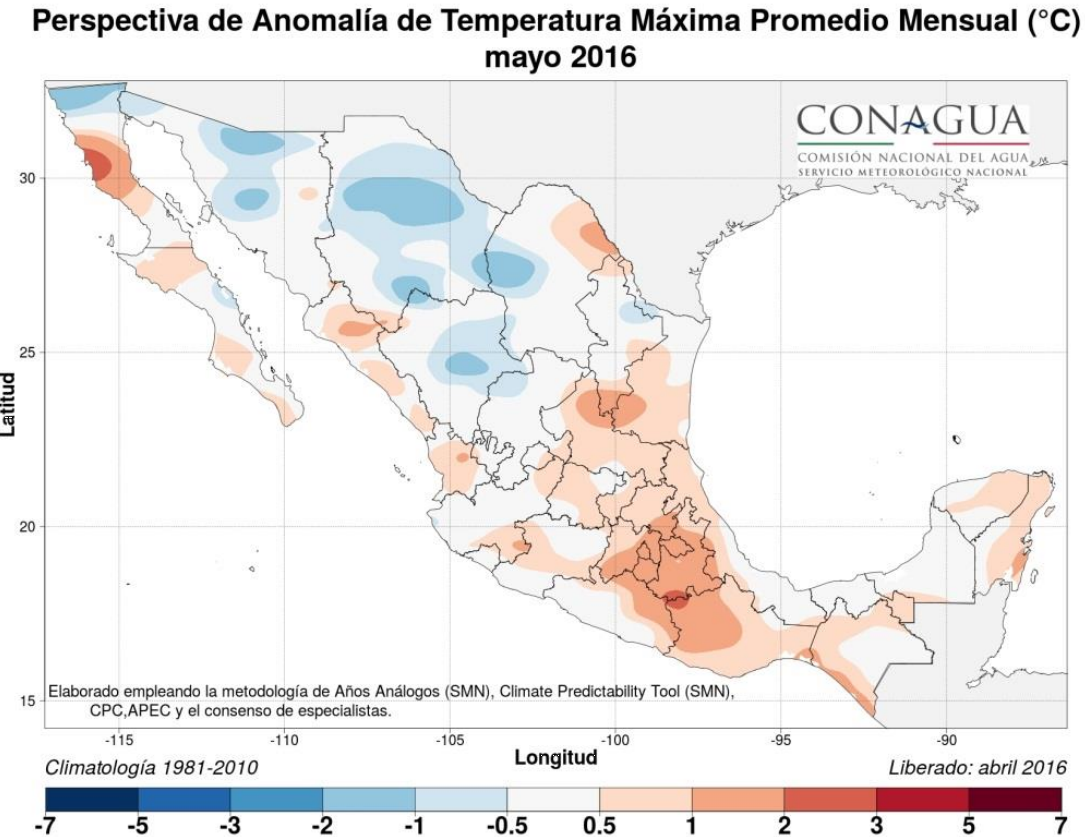 Perspectiva de Anomalía de Temperatura Máxima Promedio Mensual (°C)
mayo 2016
CONAGUA
COMISIÓN NACIONAL DEL AGUA
SERVICIO METEOROLÓGICO NACIONAL
30
25
20
15
Latitud
Elaborado empleando la metodología de Años Análogos (SMN), Climate Predictability Tool (SMN),
CPC,APEC y el consenso de especialistas.
-115 -110 -105 -100 -95 -90
Longitud
Climatología 1981-2010
Liberado: abril 2016
-7 -5 -3 -2 -1 -0.5 0.5 1 2 3 5 7